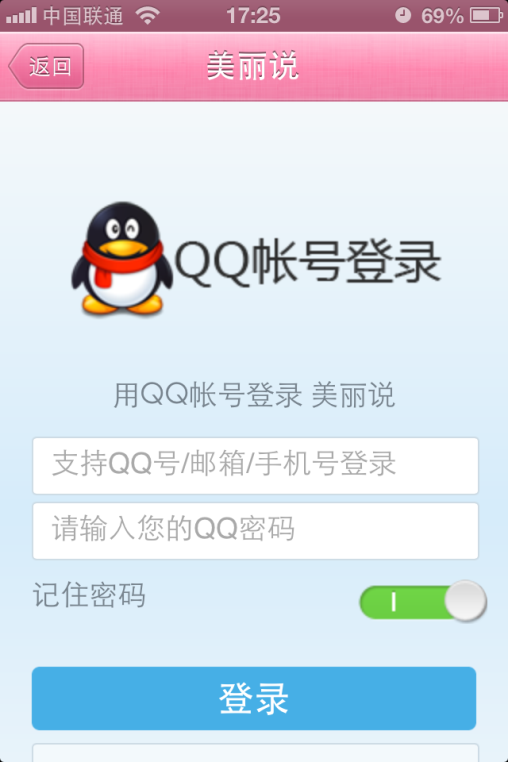 中国联通 17:25 69%
返回 美丽说
QQ帐号登录
用QQ帐号登录 美丽说
支持QQ号/邮箱/手机号登录
请输入您的QQ密码
记住密码
登录